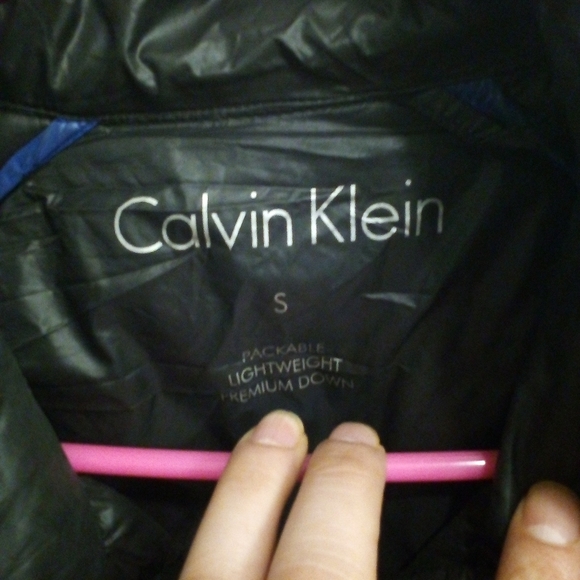 Calvin Klein
S
PACKABLE
LIGHTWEIGHT
PREMIUM DOWN